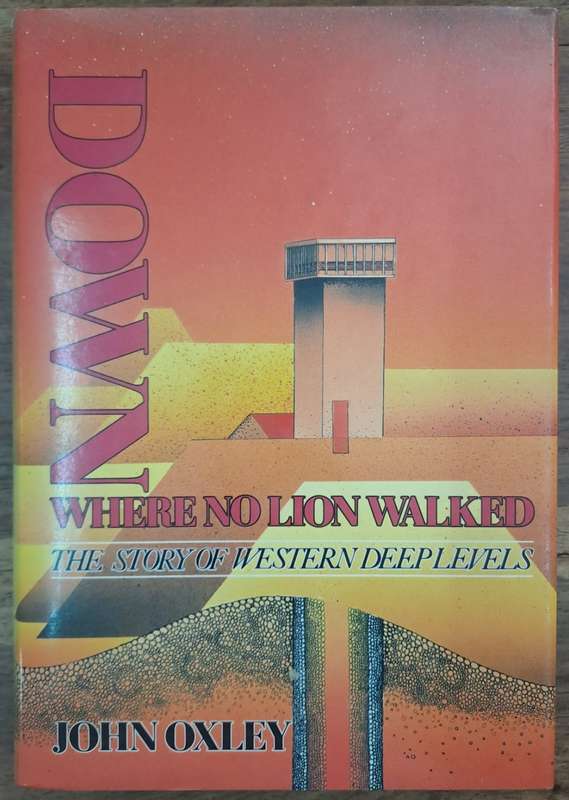 DOWN
WHERE NO LION WALKED
THE STORY OF WESTERN DEEP LEVELS
JOHN OXLEY